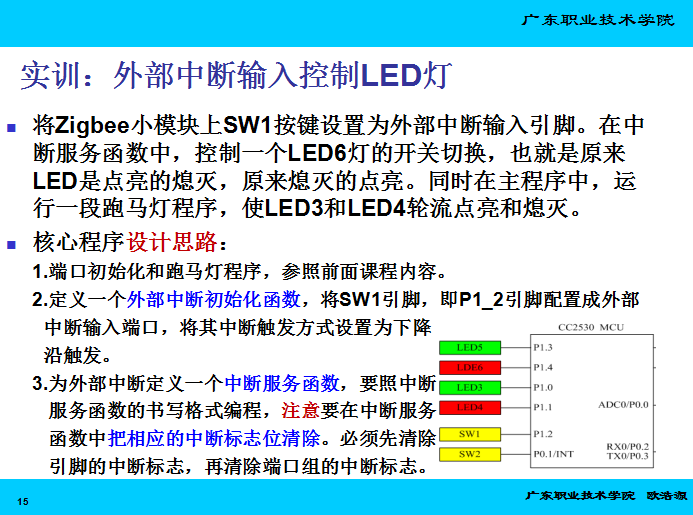 广东职业技术学院
实训：外部中断输入控制LED灯
将Zigbee小模块上SW1按键设置为外部中断输入引脚。在中
断服务函数中，控制一个LED6灯的开关切换，也就是原来
LED是点亮的熄灭，原来熄灭的点亮。同时在主程序中，运
行一段跑马灯程序，使LED3和LED4轮流点亮和熄灭。
核心程序设计思路：
1.端口初始化和跑马灯程序，参照前面课程内容。
2.定义一个外部中断初始化函数，将SW1引脚，即P1_2引脚配置成外部
中断输入端口，将其中断触发方式设置为下降
沿触发。
3.为外部中断定义一个中断服务函数，要照中断
服务函数的书写格式编程，注意要在中断服务
函数中把相应的中断标志位清除。必须先清除
引脚的中断标志，再清除端口组的中断标志。
CC2530 MCU
LED5 P1.3
LDE6 P1.4
LED3 P1.0
LED4 P1.1
ADC0/P0.0
SW1 P1.2
SW2 P0.1/INT
RX0/P0.2
TX0/P0.3
15
广东职业技术学院 欧浩源